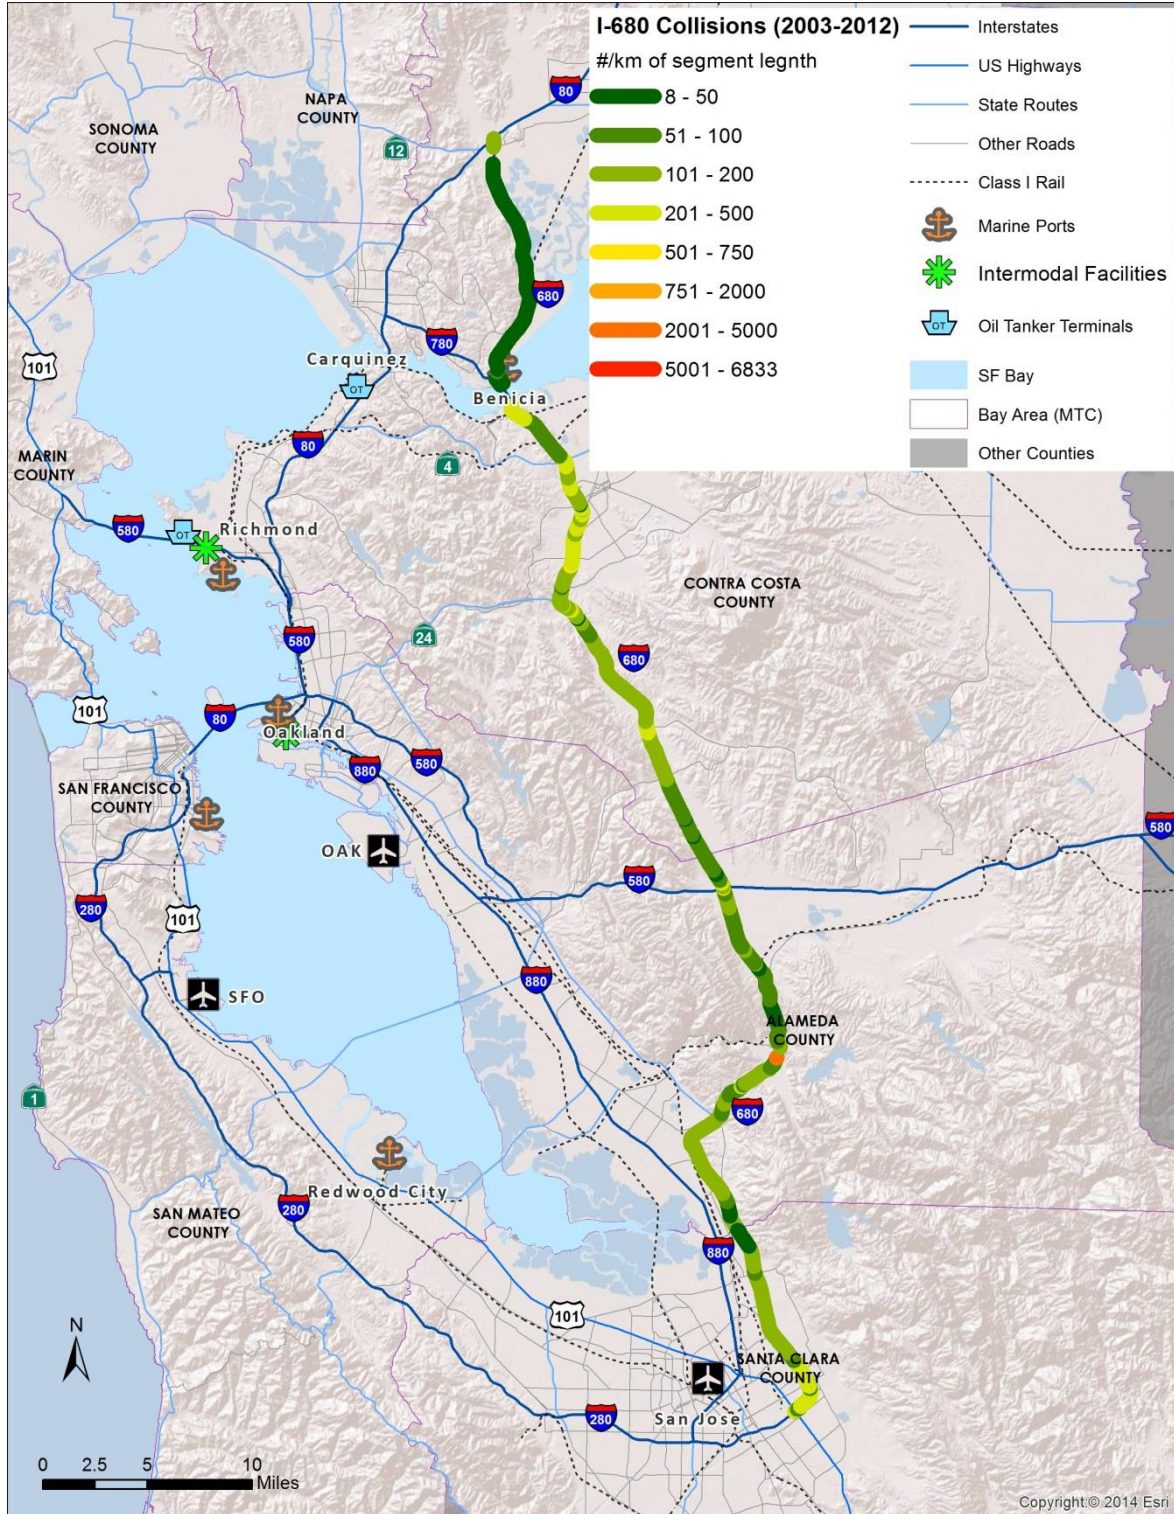 I-680 Collisions (2003-2012)
#/km of segment legnth
8 - 50
51 - 100
101 - 200
201 - 500
501 - 750
751 - 2000
2001 - 5000
5001 - 6833
Interstates
US Highways
State Routes
Other Roads
Class I Rail
Marine Ports
Intermodal Facilities
OT
Oil Tanker Terminals
SF Bay
Bay Area (MTC)
Other Counties
80
NAPA
COUNTY
SONOMA
COUNTY
12
680
780
101
Carquinez
OT
Benicia
80
4
MARIN
COUNTY
580
OT
Richmond
CONTRA COSTA
COUNTY
580
24
680
101
80
Oakland
580
880
SAN FRANCISCO
COUNTY
580
OAK
580
280
101
880
SFO
ALAMEDA
COUNTY
1
680
Redwood City
280
SAN MATEO
COUNTY
880
101
N
SANTA CLARA
COUNTY
San Jose
280
0 2.5 5 10
Miles
Copyright:© 2014 Esri